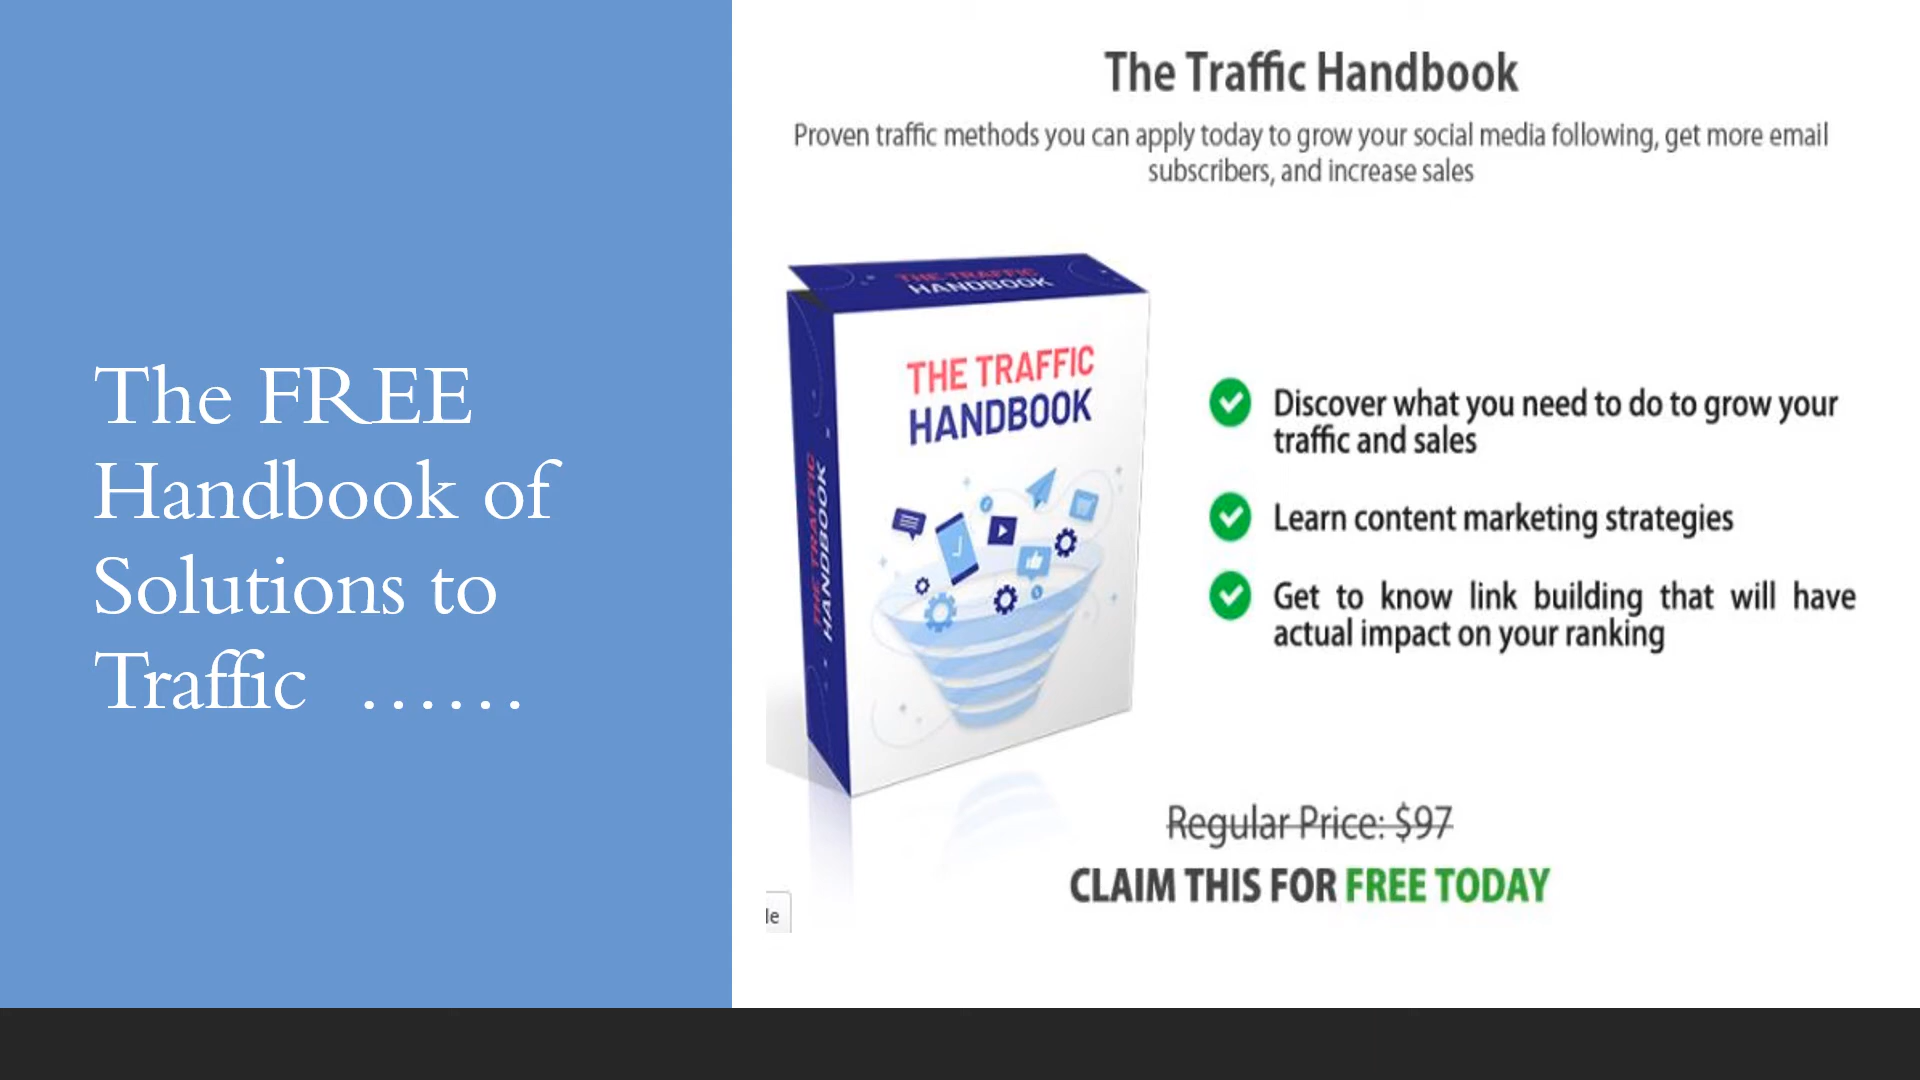 The FREE
Handbook of
Solutions to
Traffic ......
The Traffic Handbook
Proven traffic methods you can apply today to grow your social media following, get more email
subscribers, and increase sales
THE TRAFFIC
HANDBOOK
THE TRAFFIC
HANDBOOK
THE TRAFFIC
HANDBOOK
Discover what you need to do to grow your
traffic and sales
Learn content marketing strategies
Get to know link building that will have
actual impact on your ranking
Regular Price: $97
CLAIM THIS FOR FREE TODAY
le